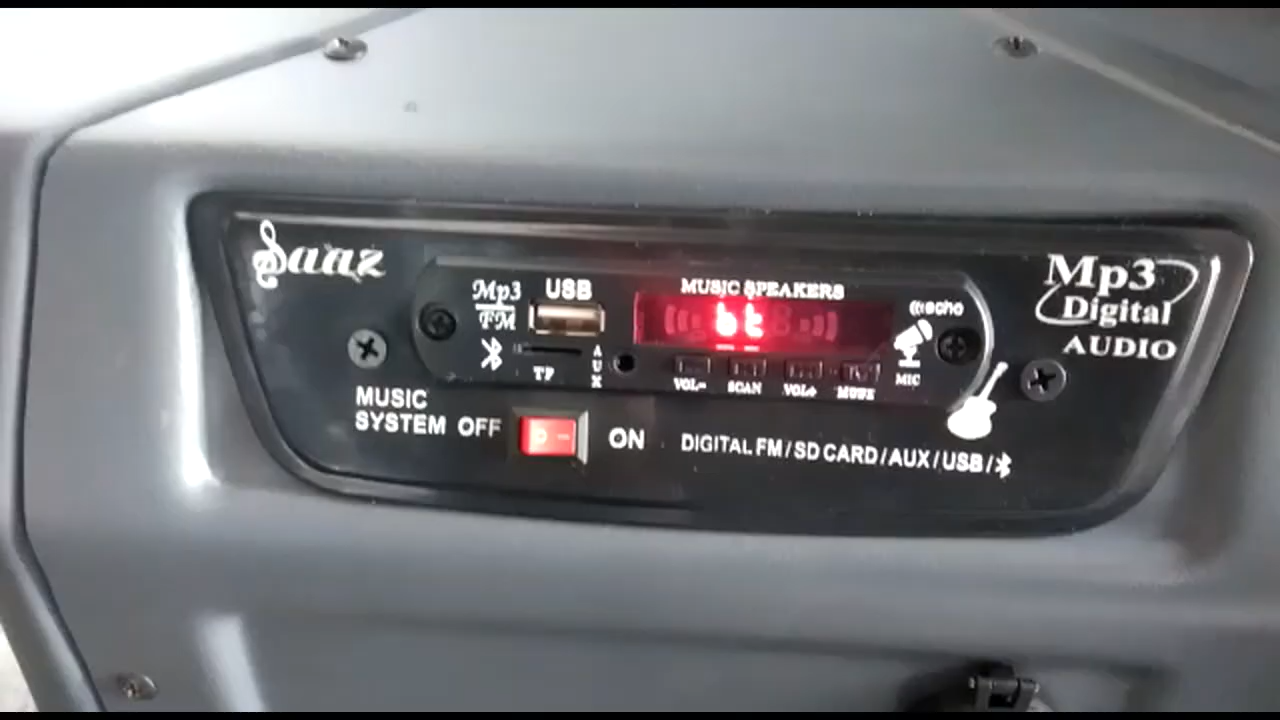 Saaz
Mp3
FM
USB
MUSIC SPEAKERS
bt
echo
Mp3
Digital
AUDIO
TF
AUX
VOL-
SCAN
VOL+
MODE
MIC
MUSIC
SYSTEM OFF
ON
DIGITAL FM/SD CARD/AUX/USB/